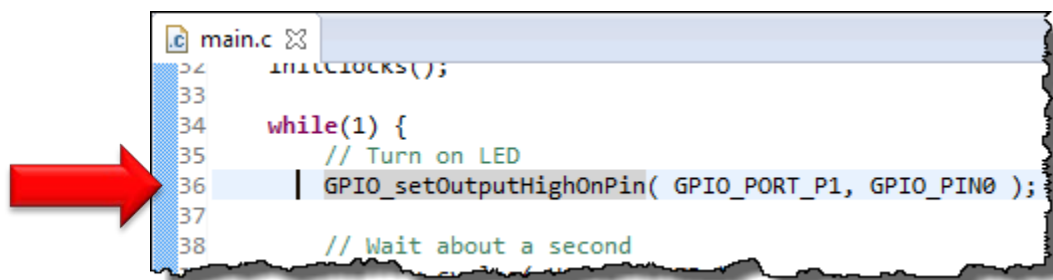 .c main.c
32 initClocks();
33
34 while(1) {
35 // Turn on LED
36 GPIO_setOutputHighOnPin( GPIO_PORT_P1, GPIO_PIN0 );
37
38 // Wait about a second